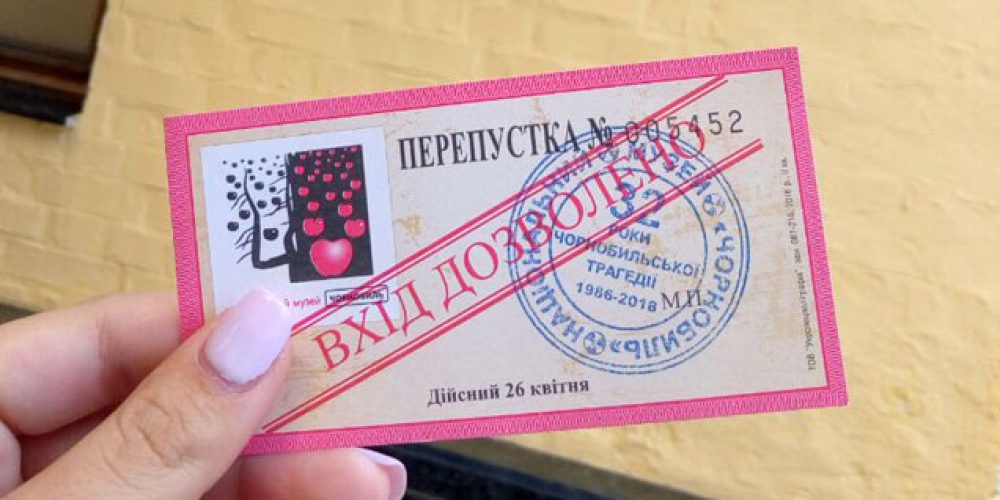 ПЕРЕПУСТКА № 005452
й музей ЧОРНОБИЛЬ
ВХІД ДОЗВОЛЕНО
НАЦІОНАЛЬНИЙ МУЗЕЙ «ЧОРНОБИЛЬ»
32
РОКИ
ЧОРНОБИЛЬСЬКОЇ
ТРАГЕДІЇ
1986-2018
М.П.
Дійсний 26 квітня